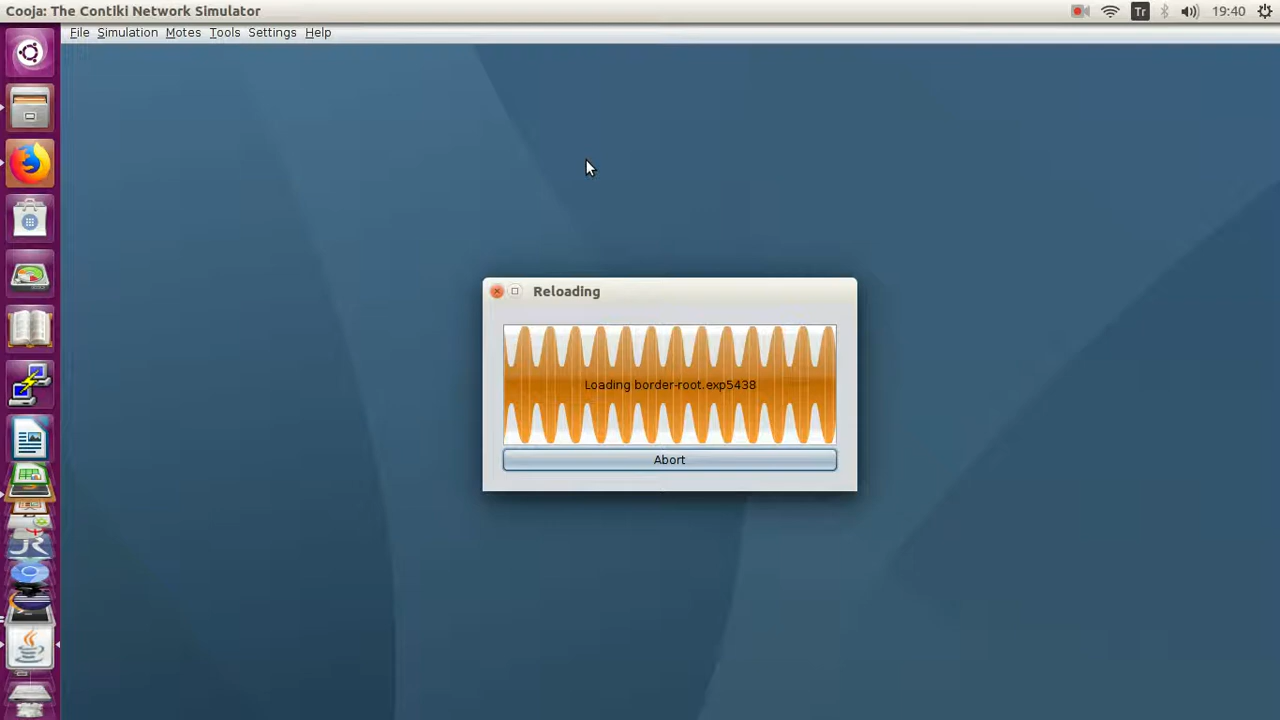 Cooja: The Contiki Network Simulator
Tr
19:40
File Simulation Motes Tools Settings Help
Reloading
Loading border-root.exp5438
Abort